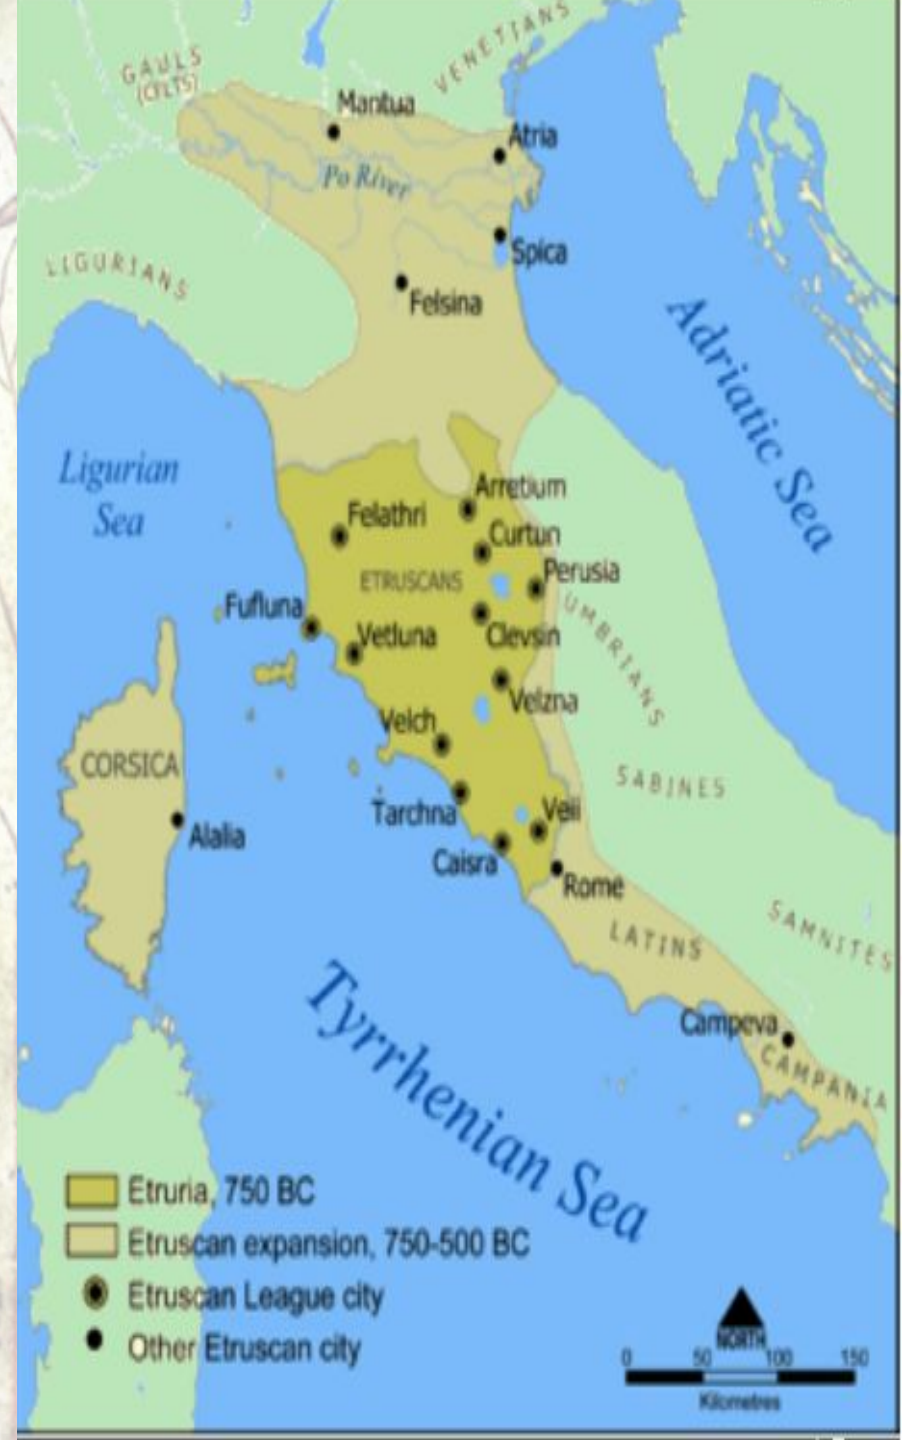 GAULS
(CELTS)
VENETIANS
Mantua
Atria
Po River
Spica
LIGURIANS
Felsina
Adriatic Sea
Ligurian
Sea
Arretium
Felathri
Curtun
ETRUSCANS
Perusia
Fufluna
UMBRIANS
Vetluna
Clevsin
Velzna
Velch
CORSICA
SABINES
Tarchna
Veii
Alalia
Caisra
Rome
LATINS
SAMNITES
Tyrrhenian Sea
Campeva
CAMPANIA
Etruria, 750 BC
Etruscan expansion, 750-500 BC
Etruscan League city
Other Etruscan city
NORTH
0 50 100 150
Kilometres